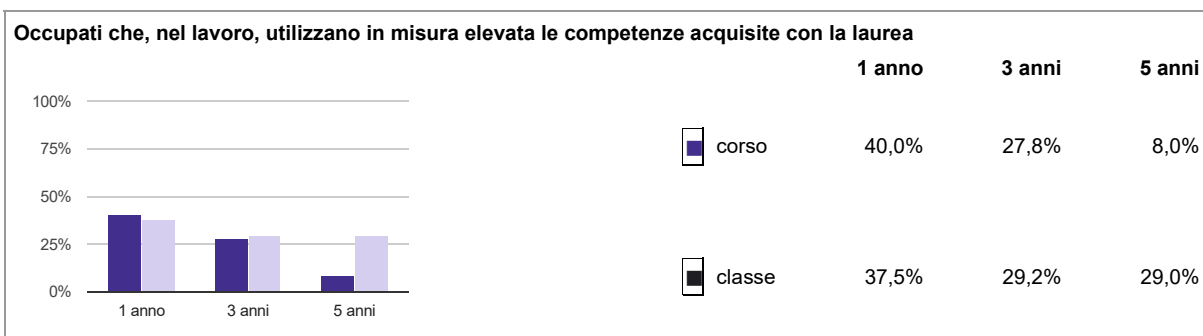 Occupati che, nel lavoro, utilizzano in misura elevata le competenze acquisite con la laurea
1 anno 3 anni 5 anni
100%
75%
50%
25%
0%
1 anno 3 anni 5 anni
corso 40,0% 27,8% 8,0%
classe 37,5% 29,2% 29,0%